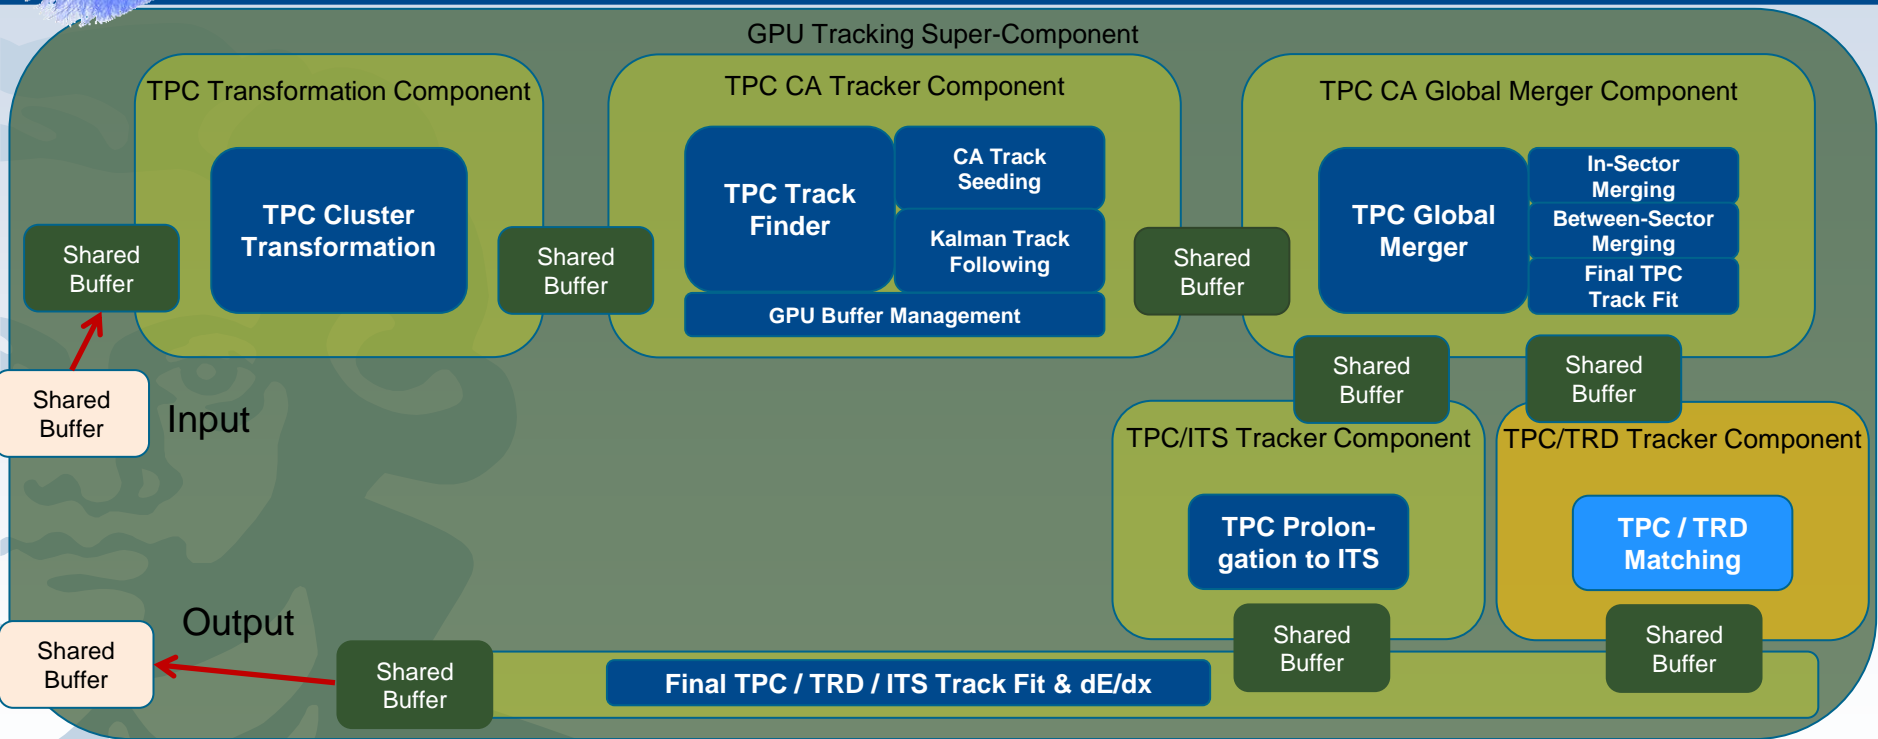 GPU Tracking Super-Component
TPC Transformation Component
TPC CA Tracker Component
TPC CA Global Merger Component
TPC Cluster
Transformation
TPC Track
Finder
CA Track
Seeding
Kalman Track
Following
GPU Buffer Management
TPC Global
Merger
In-Sector
Merging
Between-Sector
Merging
Final TPC
Track Fit
Shared
Buffer
Shared
Buffer
Shared
Buffer
Shared
Buffer
Shared
Buffer
Shared
Buffer
Input
TPC/ITS Tracker Component
TPC/TRD Tracker Component
TPC Prolon-
gation to ITS
TPC / TRD
Matching
Output
Shared
Buffer
Shared
Buffer
Final TPC / TRD / ITS Track Fit & dE/dx
Shared
Buffer
Shared
Buffer